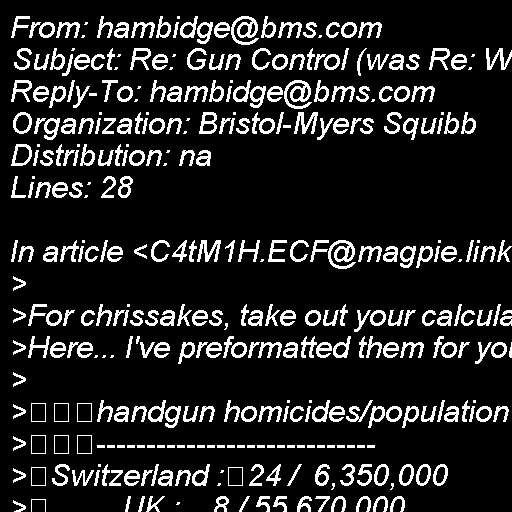 From: hambidge@bms.com
Subject: Re: Gun Control (was Re: W
Reply-To: hambidge@bms.com
Organization: Bristol-Myers Squibb
Distribution: na
Lines: 28
In article <C4tM1H.ECF@magpie.link
>
>For chrissakes, take out your calcula
>Here... I've preformatted them for you
>
>□□□handgun homicides/population
>□□□----------------------------
>□Switzerland :□24 /  6,350,000
>□         UK :    8 / 55,670,000